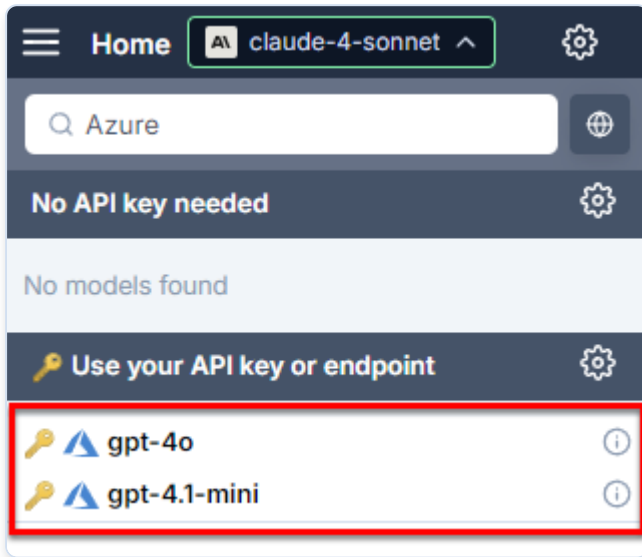 Home claude-4-sonnet
Azure
No API key needed
No models found
Use your API key or endpoint
gpt-4o
gpt-4.1-mini